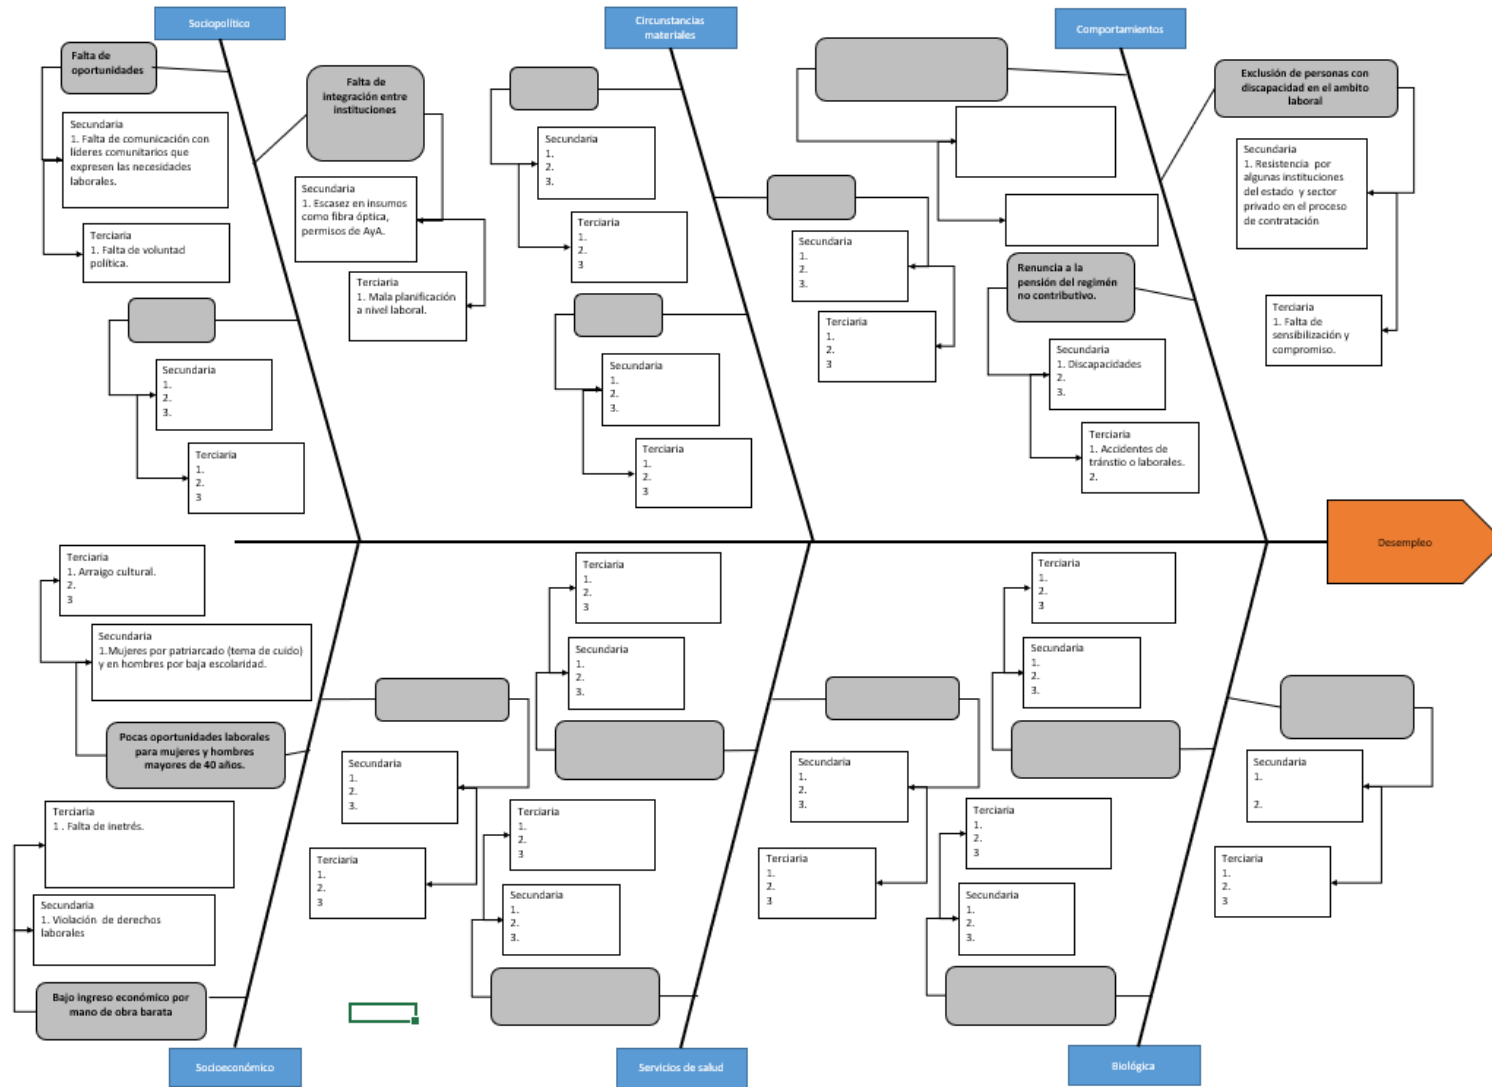 Sociopolítico
Falta de
oportunidades
Secundaria
1. Falta de comunicación con
líderes comunitarios que
expresen las necesidades
laborales.
Terciaria
1. Falta de voluntad
política.
Falta de
integración entre
instituciones
Secundaria
1. Escasez en insumos
como fibra óptica,
permisos de AyA.
Terciaria
1. Mala planificación
a nivel laboral.
Secundaria
1.
2.
3.
Terciaria
1.
2.
3
Circunstancias
materiales
Secundaria
1.
2.
3.
Terciaria
1.
2.
3
Secundaria
1.
2.
3.
Terciaria
1.
2.
3
Secundaria
1.
2.
3.
Terciaria
1.
2.
3
Comportamientos
Exclusión de personas con
discapacidad en el ambito
laboral
Secundaria
1. Resistencia por
algunas instituciones
del estado y sector
privado en el proceso
de contratación
Terciaria
1. Falta de
sensibilización y
compromiso.
Renuncia a la
pensión del regimén
no contributivo.
Secundaria
1. Discapacidades
2.
3.
Terciaria
1. Accidentes de
tránstio o laborales.
2.
Desempleo
Terciaria
1. Arraigo cultural.
2.
3
Secundaria
1.Mujeres por patriarcado (tema de cuido)
y en hombres por baja escolaridad.
Pocas oportunidades laborales
para mujeres y hombres
mayores de 40 años.
Terciaria
1 . Falta de inetrés.
Secundaria
1. Violación de derechos
laborales
Bajo ingreso económico por
mano de obra barata
Secundaria
1.
2.
3.
Terciaria
1.
2.
3
Socioeconómico
Terciaria
1.
2.
3
Secundaria
1.
2.
3.
Terciaria
1.
2.
3
Secundaria
1.
2.
3.
Secundaria
1.
2.
3.
Terciaria
1.
2.
3
Servicios de salud
Terciaria
1.
2.
3
Secundaria
1.
2.
3.
Terciaria
1.
2.
3
Secundaria
1.
2.
3.
Secundaria
1.
2.
Terciaria
1.
2.
3
Biológica